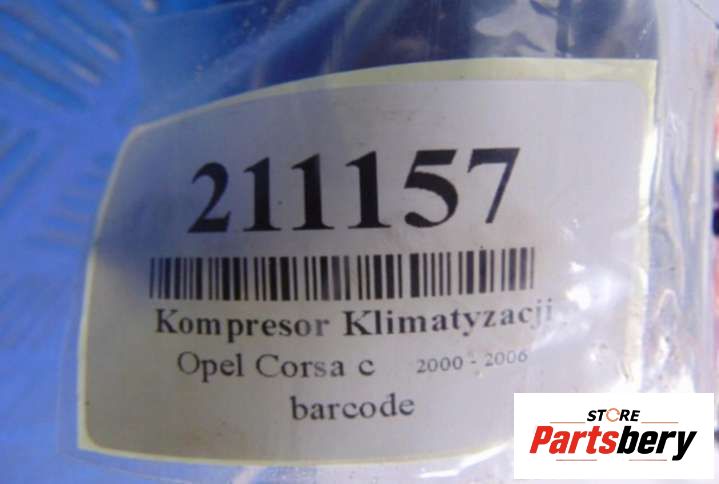 211157
Kompresor Klimatyzacji
Opel Corsa c 2000 - 2006
barcode
STORE
Partsbery